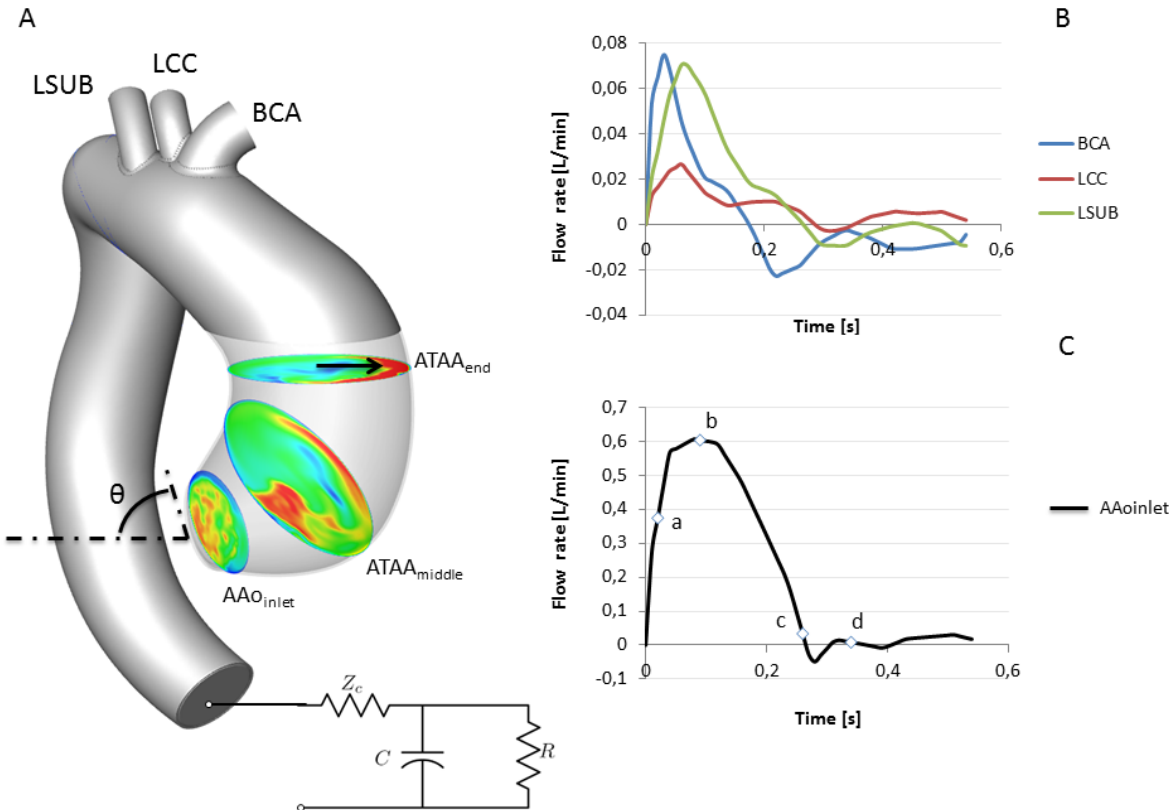 A
LCC
LSUB
BCA
ATAAend
θ
ATAAmiddle
AAoinlet
Zc
C
R
B
0,08
0,06
0,04
0,02
0
-0,02
-0,04
0
0,2
0,4
0,6
Flow rate [L/min]
Time [s]
BCA
LCC
LSUB
C
0,7
0,6
0,5
0,4
0,3
0,2
0,1
0
-0,1
0
0,2
0,4
0,6
a
b
c
d
Flow rate [L/min]
Time [s]
AAoinlet